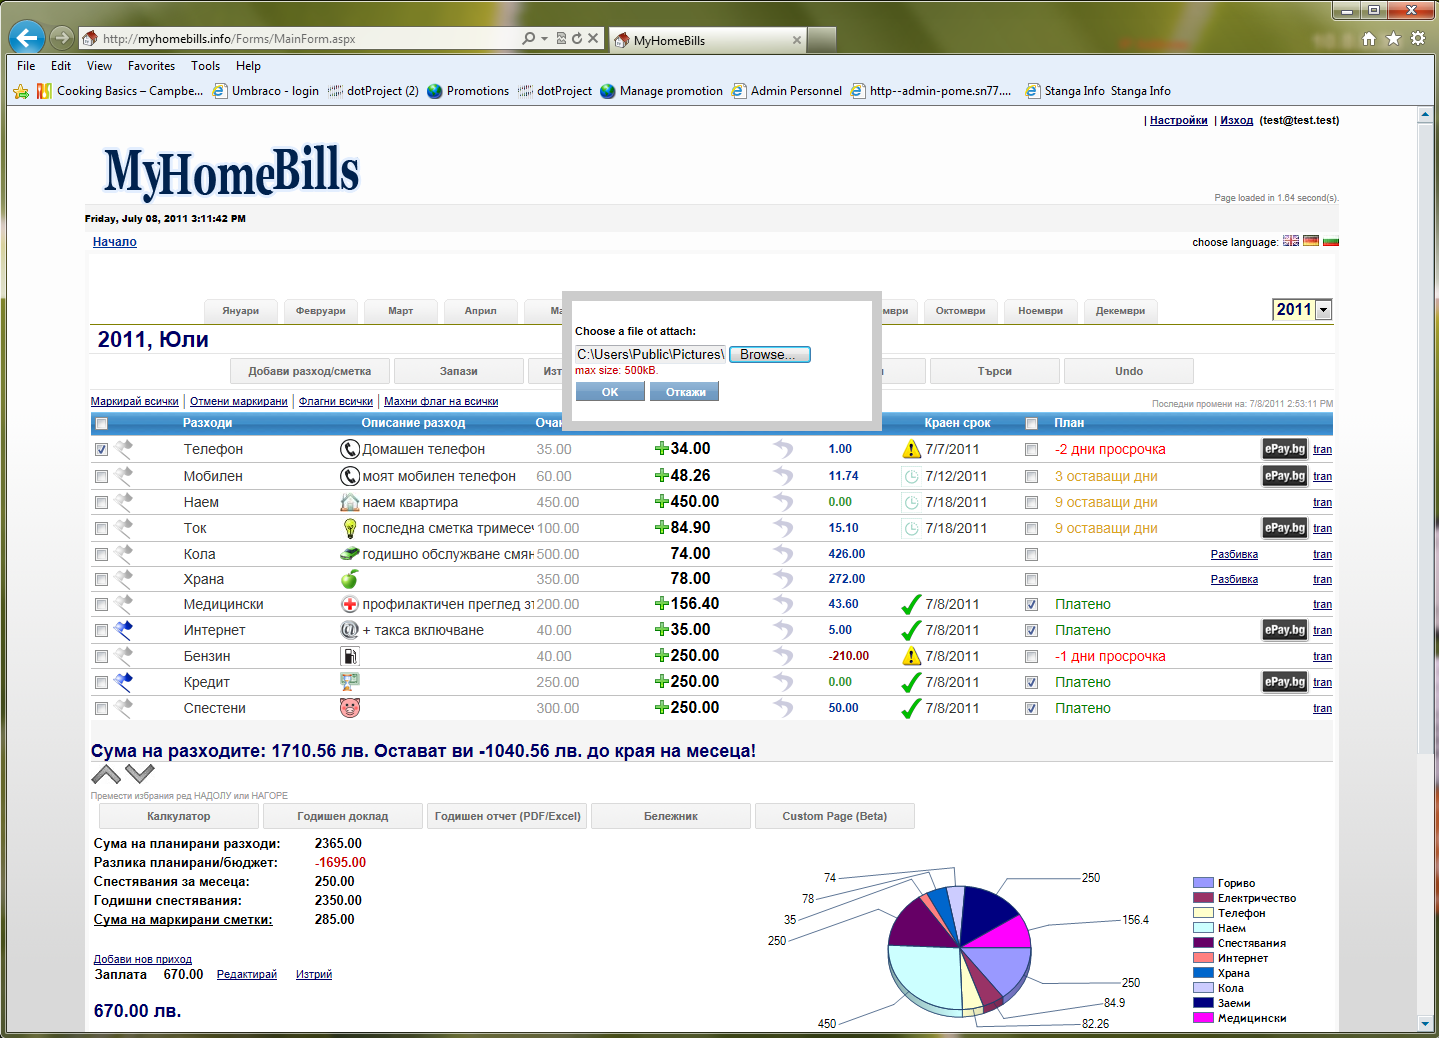 http://myhomebills.info/Forms/MainForm.aspx
MyHomeBills
File Edit View Favorites Tools Help
Cooking Basics – Campbe... Umbraco - login dotProject (2) Promotions dotProject Manage promotion Admin Personnel http--admin-pome.sn77.... Stanga Info Stanga Info
| Настройки | Изход (test@test.test)
MyHomeBills
Page loaded in 1.64 second(s).
Friday, July 08, 2011 3:11:42 PM
Начало
choose language:
Януари Февруари Март Април Ма мври Октомври Ноември Декември 2011
2011, Юли
Choose a file ot attach:
C:\Users\Public\Pictures\ Browse...
max size: 500kB.
OK Откажи
Добави разход/сметка Запази Изт Търси Undo
Маркирай всички | Отмени маркирани | Флагни всички | Махни флаг на всички
Последни промени на: 7/8/2011 2:53:11 PM
Разходи Описание разход Очак Краен срок План
Телефон Домашен телефон 35.00 34.00 1.00 7/7/2011 -2 дни просрочка ePay.bg tran
Мобилен моят мобилен телефон 60.00 48.26 11.74 7/12/2011 3 оставащи дни ePay.bg tran
Наем наем квартира 450.00 450.00 0.00 7/18/2011 9 оставащи дни tran
Ток последна сметка тримесеч 100.00 84.90 15.10 7/18/2011 9 оставащи дни ePay.bg tran
Кола годишно обслужване смян 500.00 74.00 426.00 Разбивка tran
Храна 350.00 78.00 272.00 Разбивка tran
Медицински профилактичен преглед зъ 200.00 156.40 43.60 7/8/2011 Платено tran
Интернет + такса включване 40.00 35.00 5.00 7/8/2011 Платено ePay.bg tran
Бензин 40.00 250.00 -210.00 7/8/2011 -1 дни просрочка tran
Кредит 250.00 250.00 0.00 7/8/2011 Платено ePay.bg tran
Спестени 300.00 250.00 50.00 7/8/2011 Платено tran
Сума на разходите: 1710.56 лв. Остават ви -1040.56 лв. до края на месеца!
Премести избрания ред НАДОЛУ или НАГОРЕ
Калкулатор Годишен доклад Годишен отчет (PDF/Excel) Бележник Custom Page (Beta)
Сума на планирани разходи: 2365.00
Разлика планирани/бюджет: -1695.00
Спестявания за месеца: 250.00
Годишни спестявания: 2350.00
Сума на маркирани сметки: 285.00
Добави нов приход
Заплата 670.00 Редактирай Изтрий
670.00 лв.
74
78
35
250
450
250
156.4
250
84.9
82.26
Гориво
Електричество
Телефон
Наем
Спестявания
Интернет
Храна
Кола
Заеми
Медицински